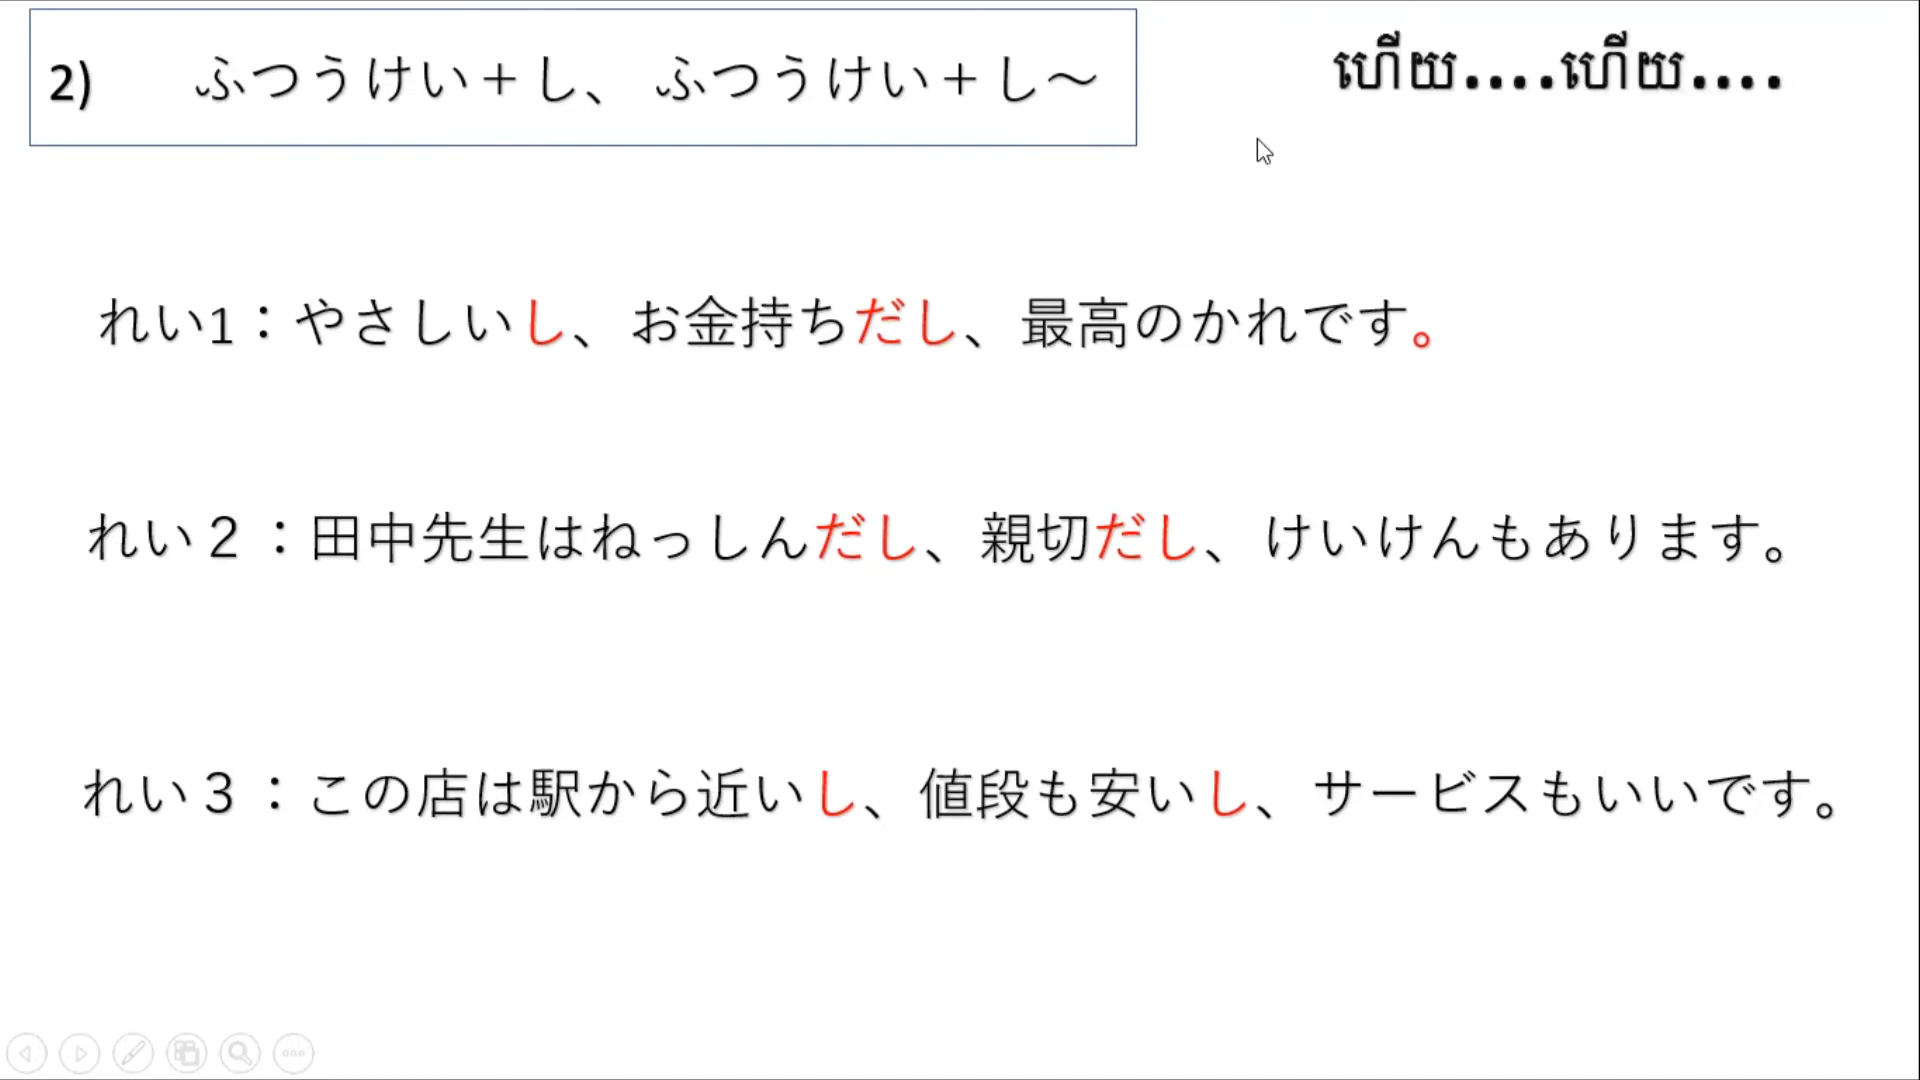 2) ふつうけい＋し、 ふつうけい＋し～
ហើយ....ហើយ....
れい1：やさしいし、お金持ちだし、最高のかれです。
れい２：田中先生はねっしんだし、親切だし、けいけんもあります。
れい３：この店は駅から近いし、値段も安いし、サービスもいいです。